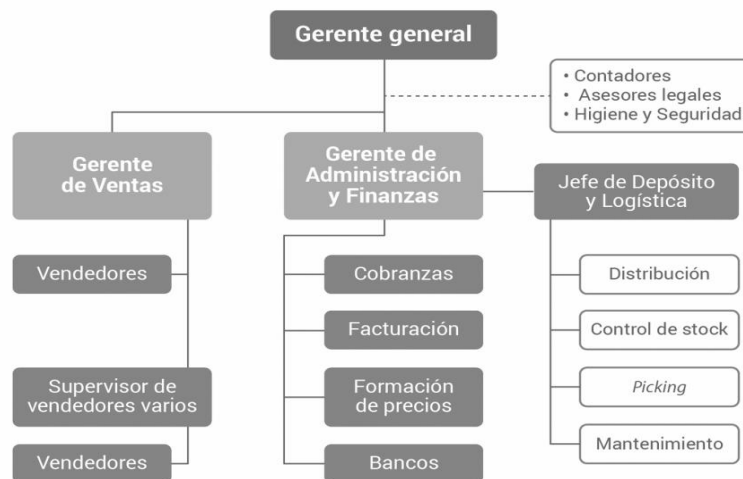 Gerente general
• Contadores
• Asesores legales
• Higiene y Seguridad
Gerente
de Ventas
Gerente de
Administración
y Finanzas
Jefe de Depósito
y Logística
Vendedores
Supervisor de
vendedores varios
Vendedores
Cobranzas
Facturación
Formación
de precios
Bancos
Distribución
Control de stock
Picking
Mantenimiento